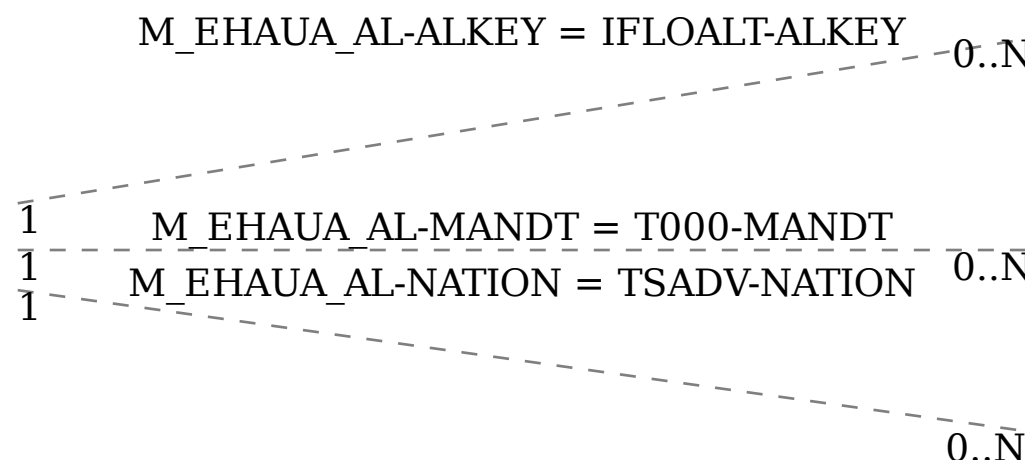 M_EHAUA_AL-ALKEY = IFLOALT-ALKEY
0..N
1
M_EHAUA_AL-MANDT = T000-MANDT
1
0..N
M_EHAUA_AL-NATION = TSADV-NATION
1
0..N